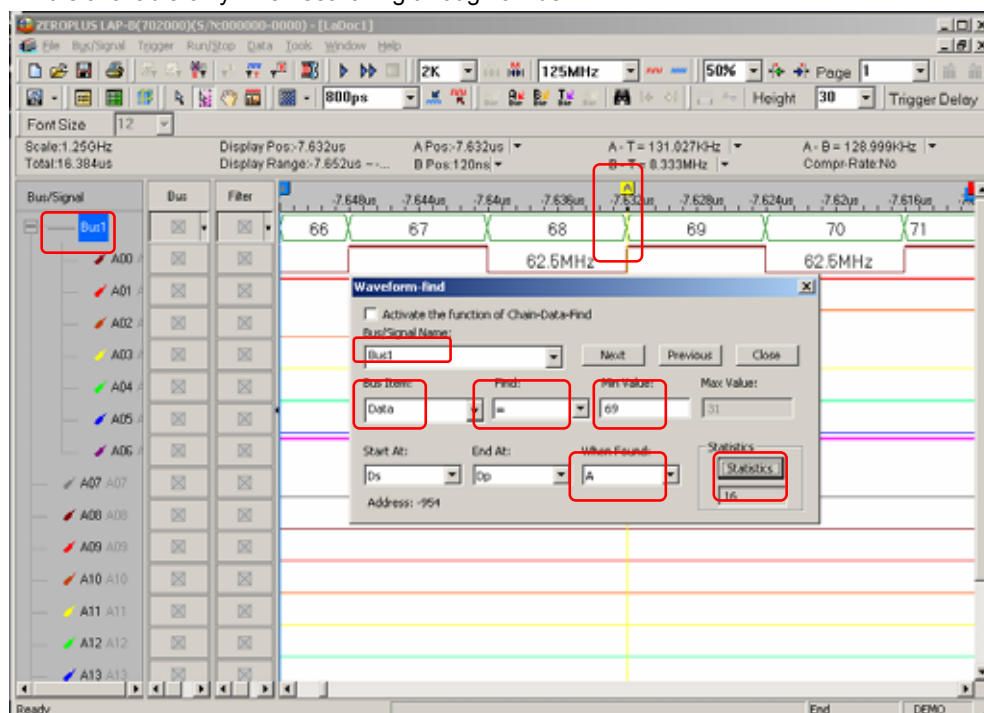 ZEROPLUS LAP-B(702000)(S/N:000000-0000) - [LaDoc1]
File Bus/Signal Trigger Run/Stop Data Tools Window Help
2K 125MHz 50% Page 1
800ps Height 30 Trigger Delay
Font Size 12
Scale:1.25GHz Display Pos:-7.632us A Pos:-7.632us A - T = 131.027KHz A - B = 128.999KHz
Total:16.384us Display Range:-7.652us ~ -... B Pos:120ns B - T = 8.333MHz Compr-Rate:No
Bus/Signal Bus Filter -7.648us -7.644us -7.64us -7.636us -7.632us -7.628us -7.624us -7.62us -7.616us
A
Bus1 66 67 68 69 70 71
A00 62.5MHz 62.5MHz
Waveform-find
A01
Activate the function of Chain-Data-Find
A02
Bus/Signal Name:
A03
Bus1 Next Previous Close
A04
Bus Item: Find: Min Value: Max Value:
A05
Data = 69 31
A06
Start At: End At: When Found: Statistics
Ds Dp A Statistics
A07 A07
Address: -954 16
A08 A08
A09 A09
A10 A10
A11 A11
A12 A12
A13 A13
Ready End DEMO